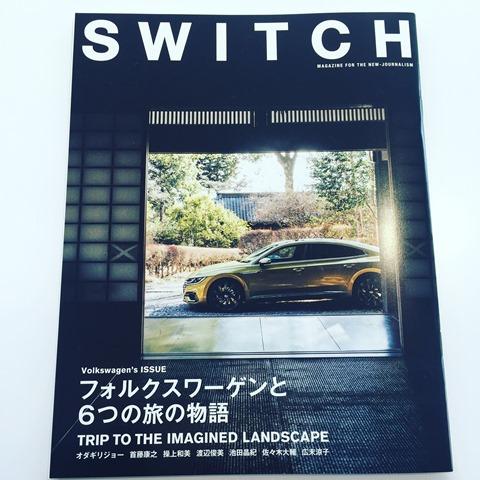 SWITCH
MAGAZINE FOR THE NEW-JOURNALISM
Volkswagen's ISSUE
フォルクスワーゲンと
6つの旅の物語
TRIP TO THE IMAGINED LANDSCAPE
オダギリジョー 首藤康之 操上和美 渡辺俊美 池田晶紀 佐々木大輔 広末涼子